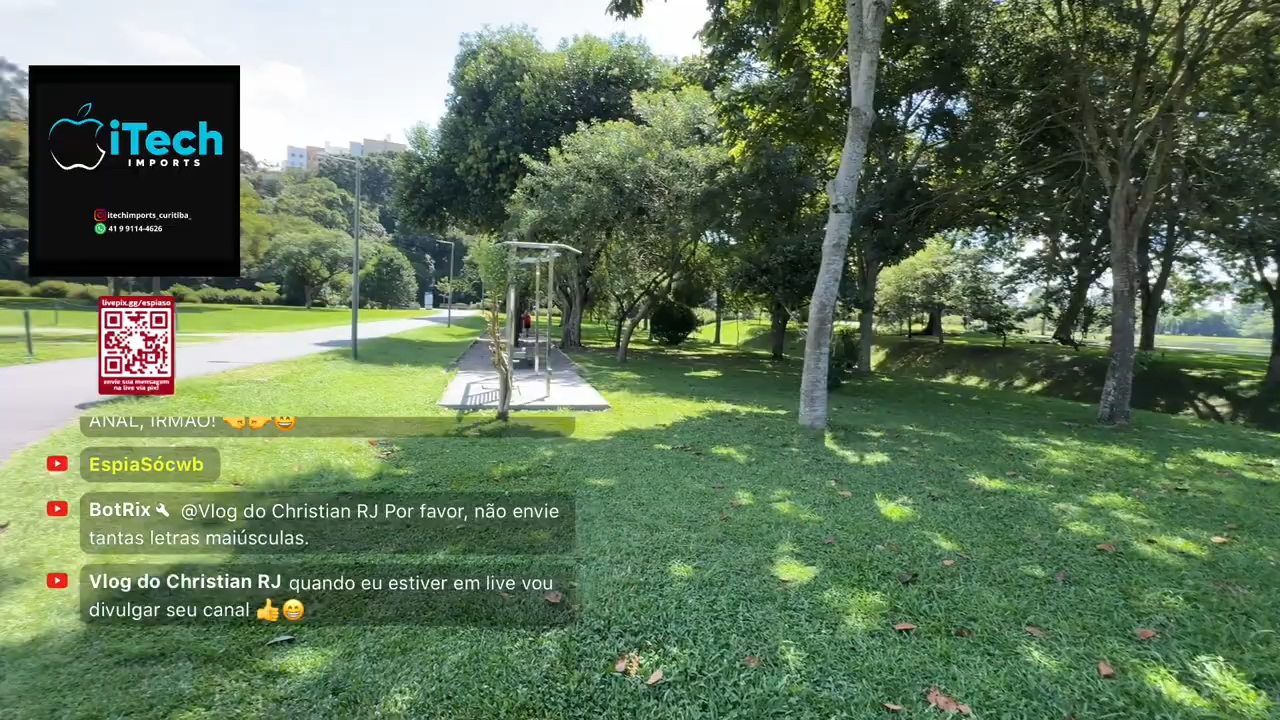 iTech
IMPORTS
itechimports_curitiba_
41 9 9114-4626
livepix.gg/espiaso
envie sua mensagem
na live via pix!
ANAL, IRMÃO! 🤜🤛😁
EspiaSócwb
BotRix 🔧 @Vlog do Christian RJ Por favor, não envie
tantas letras maiúsculas.
Vlog do Christian RJ quando eu estiver em live vou
divulgar seu canal 👍😁